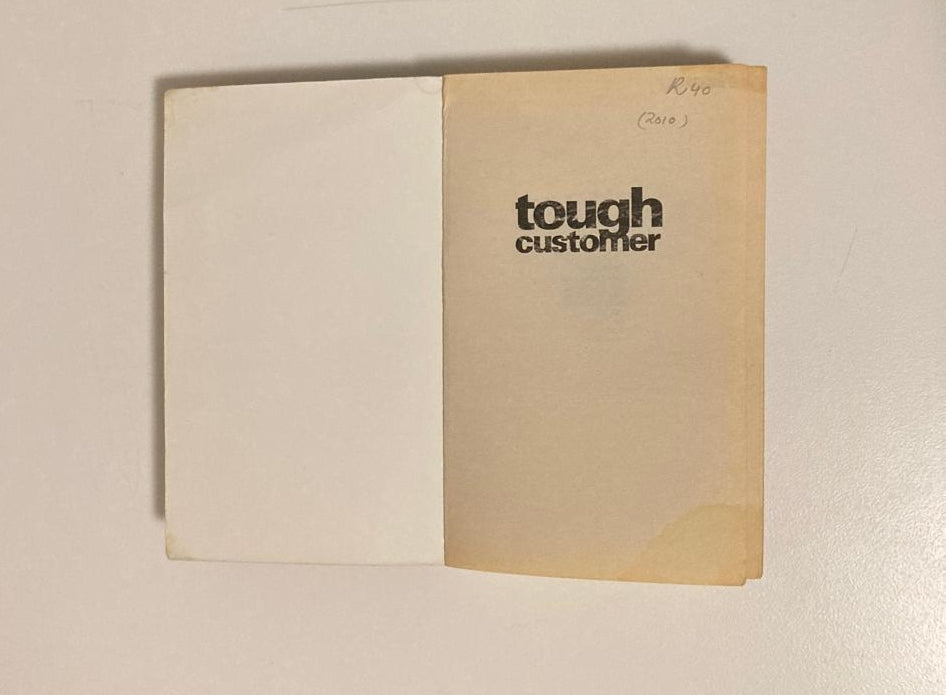 R40
(2010)
tough
customer